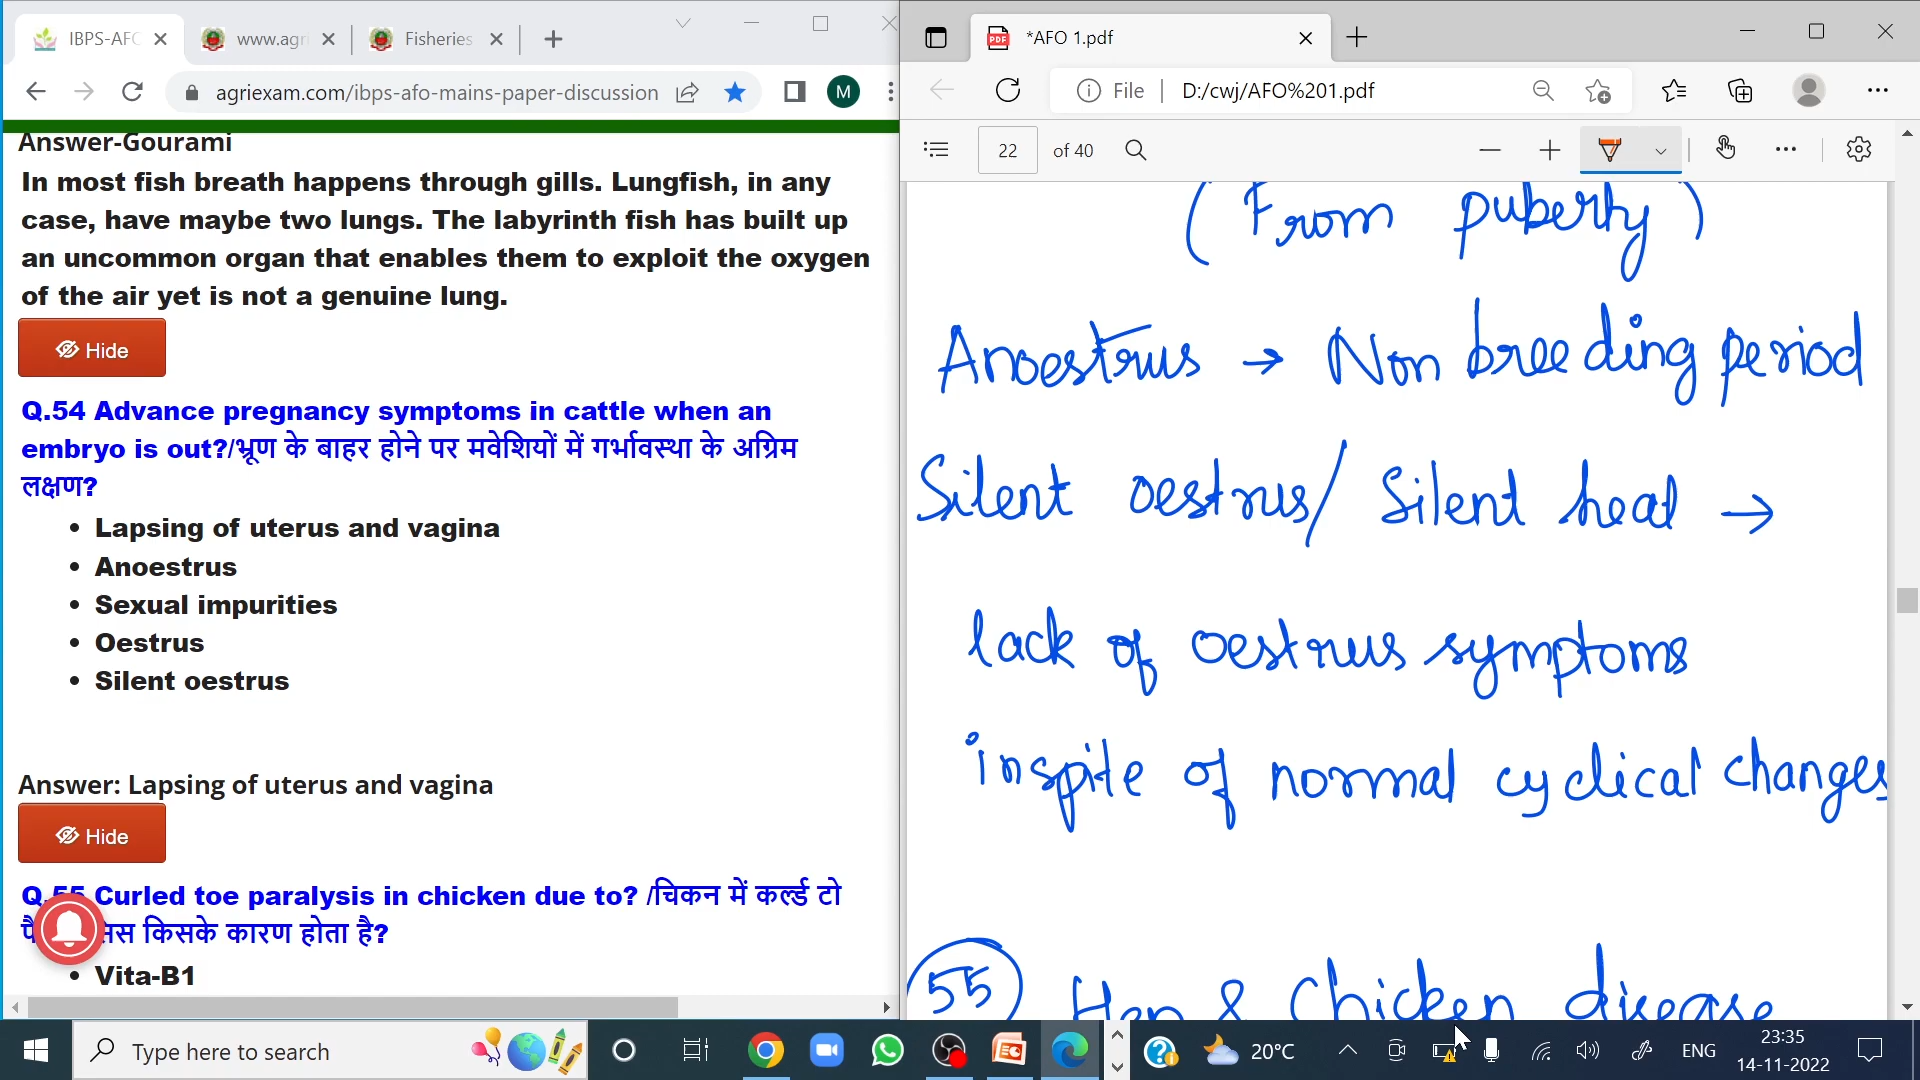 IBPS-AFO
www.agri
Fisheries
agriexam.com/ibps-afo-mains-paper-discussion
M
Answer-Gourami
In most fish breath happens through gills. Lungfish, in any
case, have maybe two lungs. The labyrinth fish has built up
an uncommon organ that enables them to exploit the oxygen
of the air yet is not a genuine lung.
Hide
Q.54 Advance pregnancy symptoms in cattle when an
embryo is out?/भ्रूण के बाहर होने पर मवेशियों में गर्भावस्था के अग्रिम
लक्षण?
• Lapsing of uterus and vagina
• Anoestrus
• Sexual impurities
• Oestrus
• Silent oestrus
Answer: Lapsing of uterus and vagina
Hide
Q.55 Curled toe paralysis in chicken due to? /चिकन में कर्ल्ड टो
किसके कारण होता है?
• Vita-B1
*AFO 1.pdf
File | D:/cwj/AFO%201.pdf
22 of 40
(From puberty)
Anoestrus → Non breeding period
Silent oestrus/ Silent heat →
lack of oestrus symptoms
inspite of normal cyclical changes
55 Hen & Chicken disease
Type here to search
20°C
ENG
23:35
14-11-2022